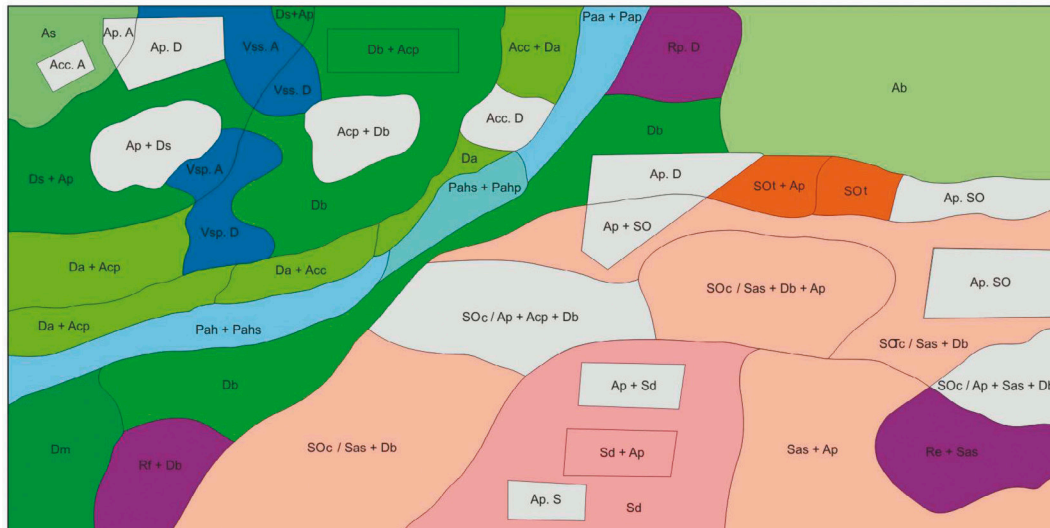 Ds+Ap
Paa + Pap
As
Ap. A
Ap. D
Vss. A
Db + Acp
Acc + Da
Rp. D
Acc. A
Vss. D
Ab
Acc. D
Ap + Ds
Acp + Db
Db
Da
Vsp. A
Ap. D
Ds + Ap
Pahs + Pahp
SOt + Ap
SOt
Db
Ap. SO
Ap + SO
Vsp. D
Da + Acp
Da + Acc
SOc / Sas + Db + Ap
Ap. SO
SOc / Ap + Acp + Db
Da + Acp
Pah + Pahs
/ Sas + Db
SOc / Ap + Sas + Db
Db
Ap + Sd
Dm
SOc / Sas + Db
Sas + Ap
Re + Sas
Sd + Ap
Rf + Db
Ap. S
Sd